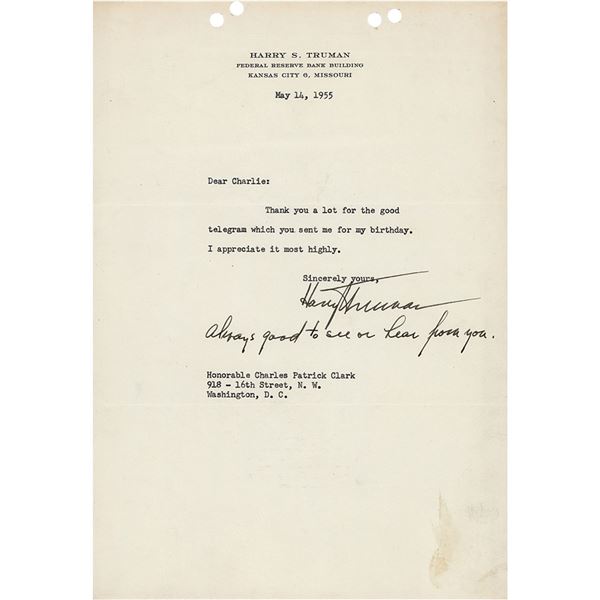 HARRY S. TRUMAN
FEDERAL RESERVE BANK BUILDING
KANSAS CITY 6, MISSOURI
May 14, 1955
Dear Charlie:
Thank you a lot for the good
telegram which you sent me for my birthday.
I appreciate it most highly.
Sincerely yours,
Harry S Truman
Always good to see or hear from you.
Honorable Charles Patrick Clark
918 - 16th Street, N. W.
Washington, D. C.